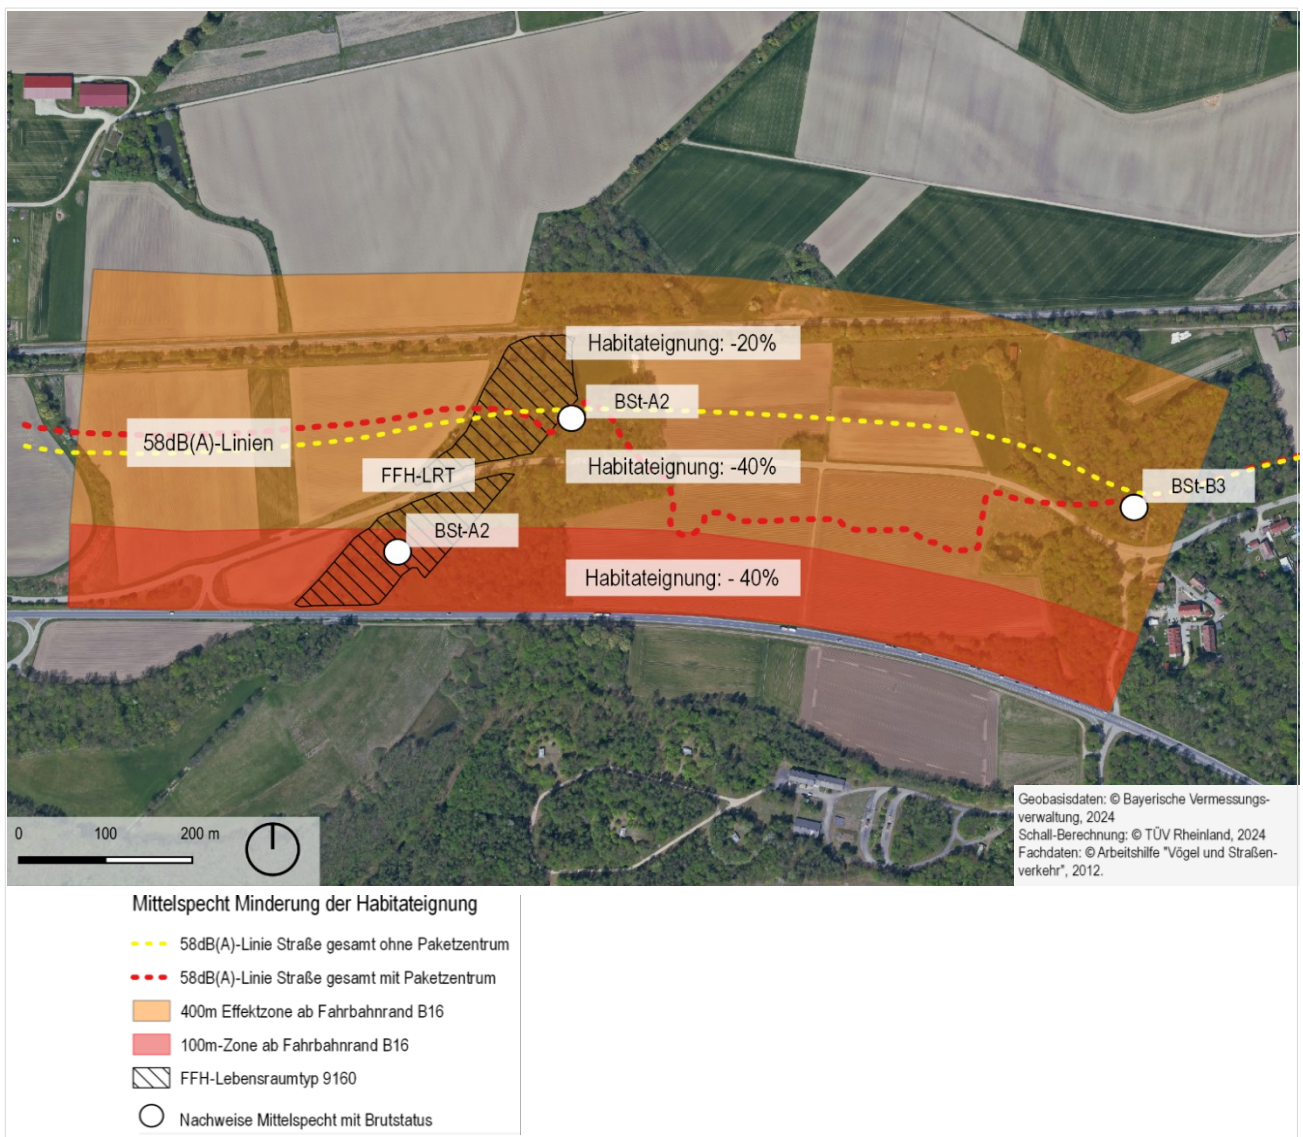 Habitateignung: -20%
BSt-A2
58dB(A)-Linien
Habitateignung: -40%
FFH-LRT
BSt-B3
BSt-A2
Habitateignung: - 40%
0 100 200 m
Geobasisdaten: © Bayerische Vermessungs-
verwaltung, 2024
Schall-Berechnung: © TÜV Rheinland, 2024
Fachdaten: © Arbeitshilfe "Vögel und Straßen-
verkehr", 2012.
Mittelspecht Minderung der Habitateignung
58dB(A)-Linie Straße gesamt ohne Paketzentrum
58dB(A)-Linie Straße gesamt mit Paketzentrum
400m Effektzone ab Fahrbahnrand B16
100m-Zone ab Fahrbahnrand B16
FFH-Lebensraumtyp 9160
Nachweise Mittelspecht mit Brutstatus